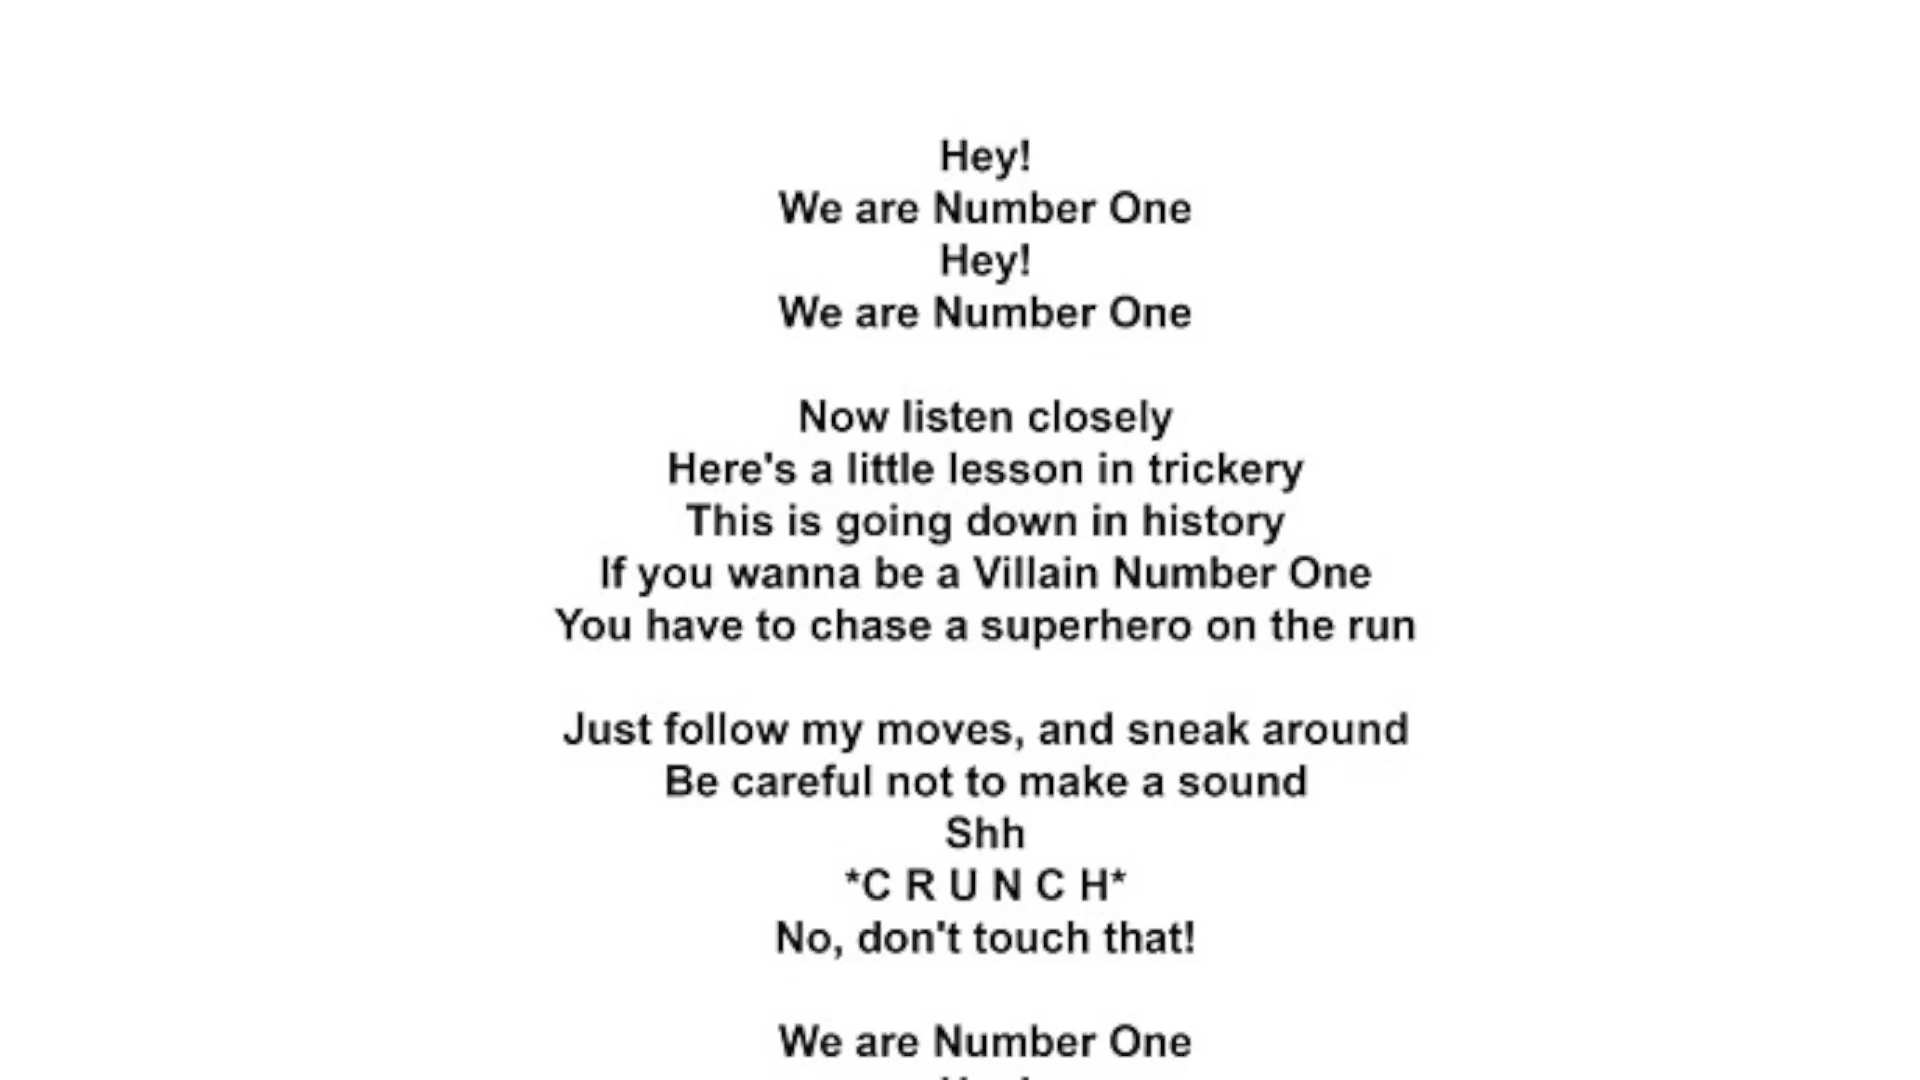 Hey!
We are Number One
Hey!
We are Number One
Now listen closely
Here's a little lesson in trickery
This is going down in history
If you wanna be a Villain Number One
You have to chase a superhero on the run
Just follow my moves, and sneak around
Be careful not to make a sound
Shh
*C R U N C H*
No, don't touch that!
We are Number One